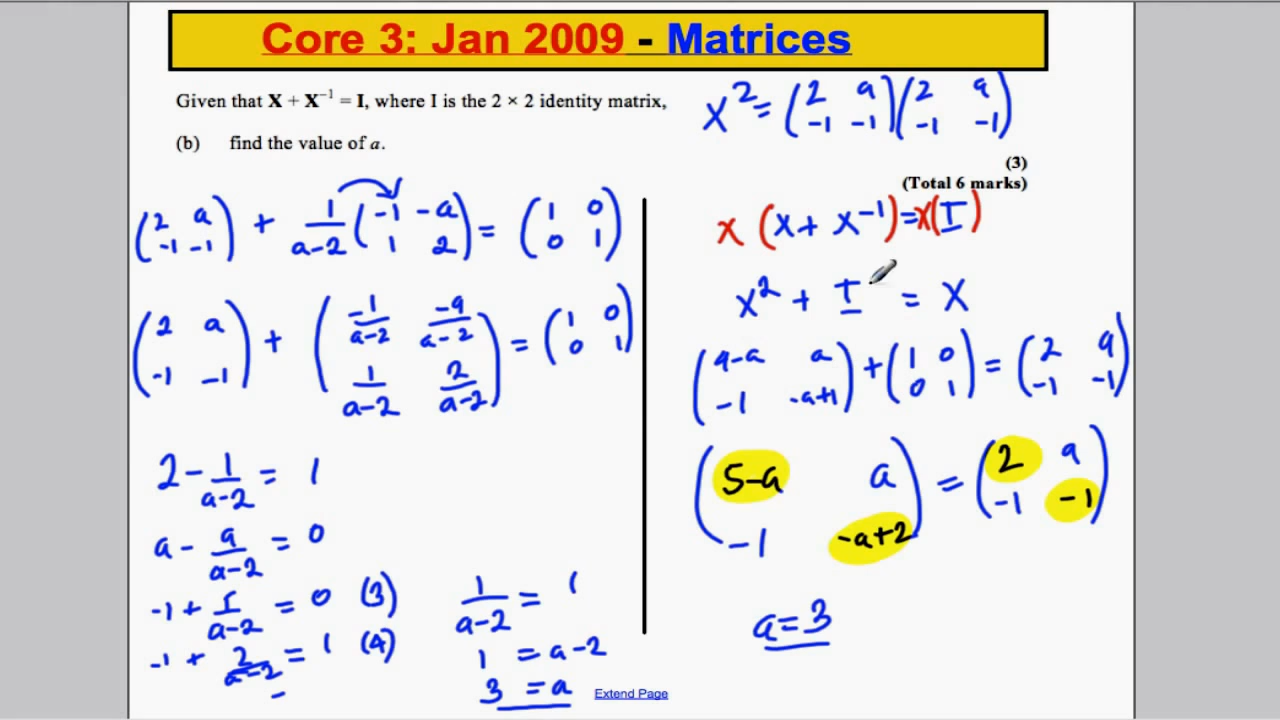 Core 3: Jan 2009 - Matrices
Given that X + X⁻¹ = I, where I is the 2 × 2 identity matrix,
(b) find the value of a.
(3)
(Total 6 marks)
(2 a; -1 -1) + 1/(a-2) (-1 -a; 1 2) = (1 0; 0 1)
(2 a; -1 -1) + (-1/(a-2) -a/(a-2); 1/(a-2) 2/(a-2)) = (1 0; 0 1)
2 - 1/(a-2) = 1
a - a/(a-2) = 0
-1 + 1/(a-2) = 0 (3)
-1 + 2/(a-2) = 1 (4)
1/(a-2) = 1
1 = a-2
3 = a
X² = (2 a; -1 -1)(2 a; -1 -1)
X (X + X⁻¹) = X(I)
X² + I = X
(4-a a; -1 -a+1) + (1 0; 0 1) = (2 a; -1 -1)
(5-a a; -1 -a+2) = (2 a; -1 -1)
a = 3
Extend Page